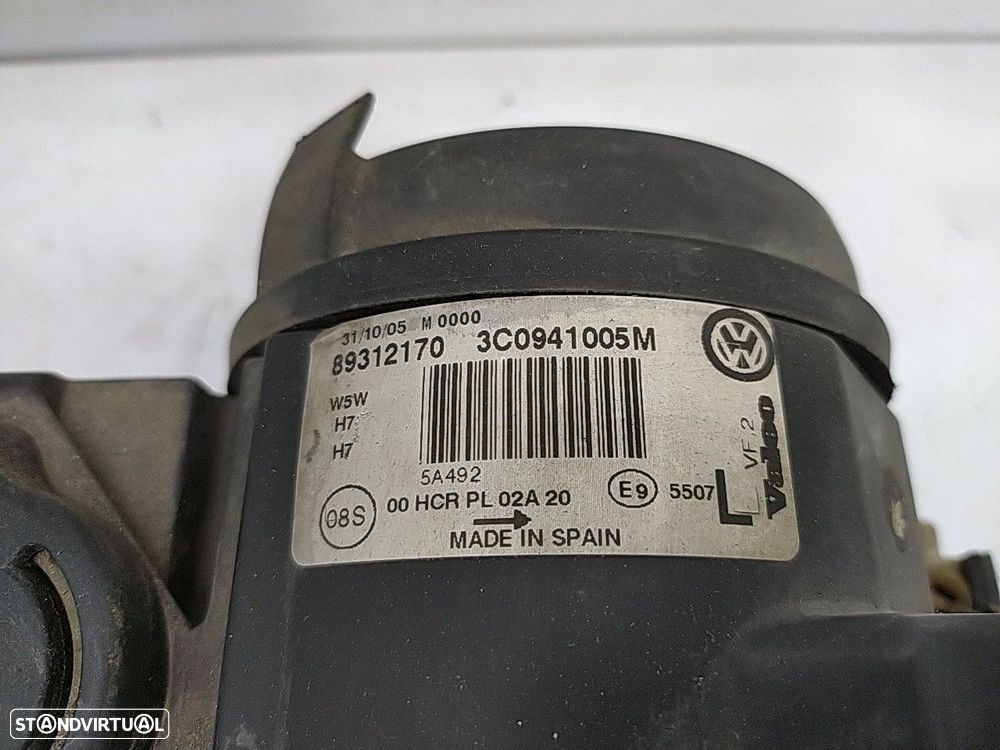 31/10/05 M 0000
89312170 3C0941005M
W5W
H7
H7
5A492
08S
00 HCR PL 02A 20
E9 5507
L
VF.2
Valeo
MADE IN SPAIN
STANDVIRTUAL